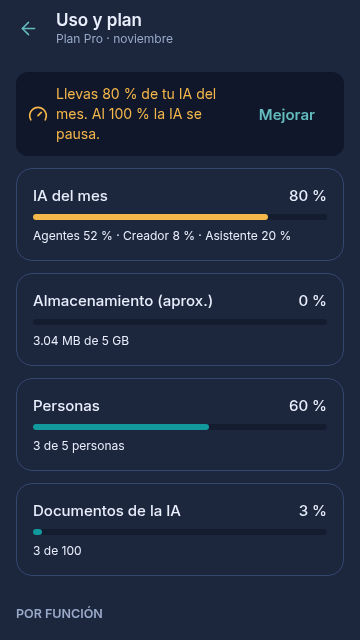 Uso y plan
Plan Pro · noviembre
Llevas 80 % de tu IA del
mes. Al 100 % la IA se
pausa.
Mejorar
IA del mes 80 %
Agentes 52 % · Creador 8 % · Asistente 20 %
Almacenamiento (aprox.) 0 %
3.04 MB de 5 GB
Personas 60 %
3 de 5 personas
Documentos de la IA 3 %
3 de 100
POR FUNCIÓN